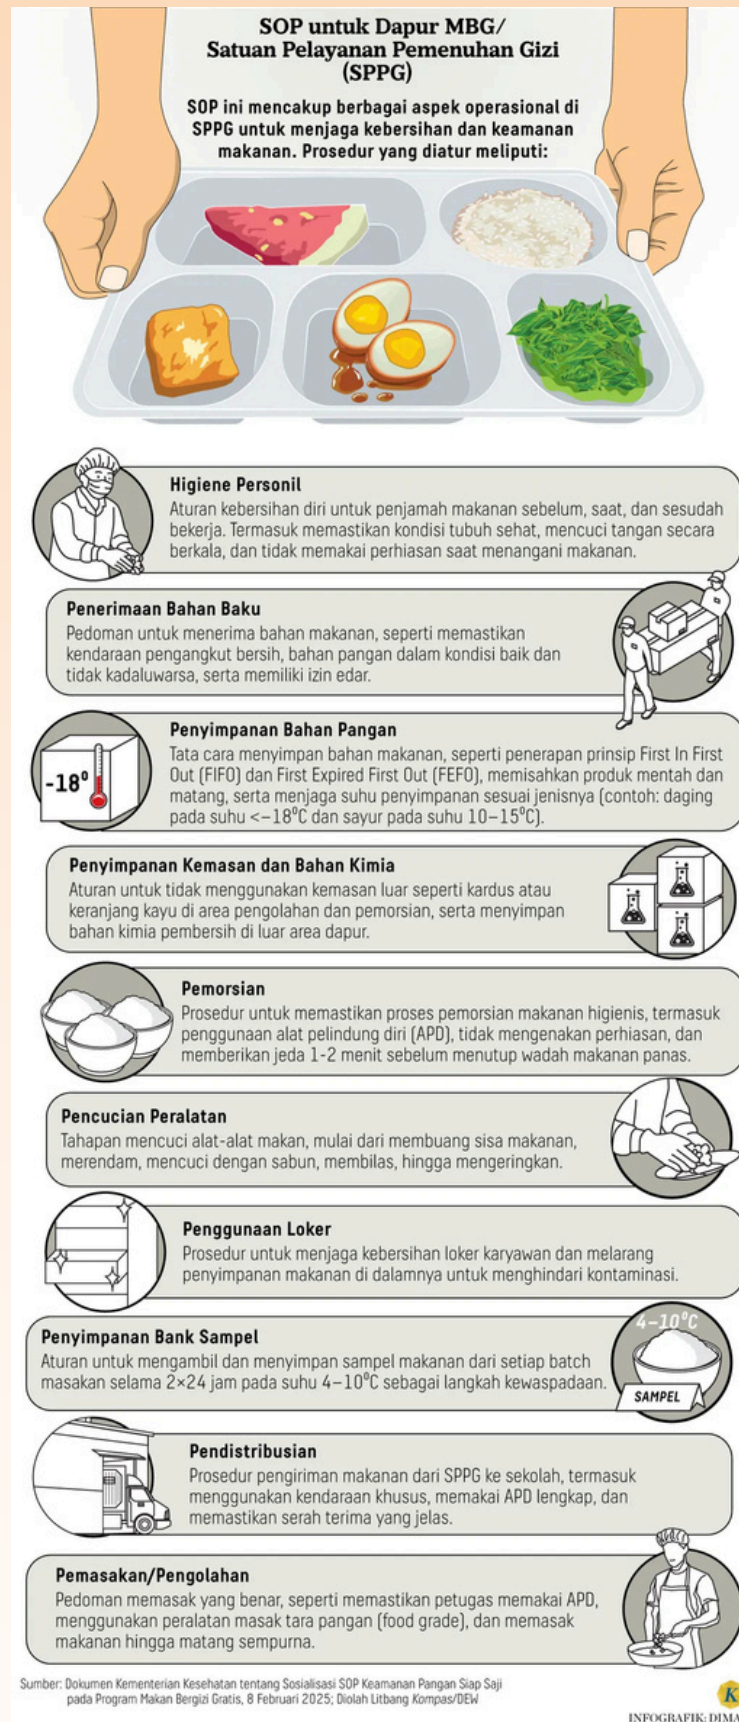 SOP untuk Dapur MBG/
Satuan Pelayanan Pemenuhan Gizi
(SPPG)
SOP ini mencakup berbagai aspek operasional di
SPPG untuk menjaga kebersihan dan keamanan
makanan. Prosedur yang diatur meliputi:
Higiene Personil
Aturan kebersihan diri untuk penjamah makanan sebelum, saat, dan sesudah
bekerja. Termasuk memastikan kondisi tubuh sehat, mencuci tangan secara
berkala, dan tidak memakai perhiasan saat menangani makanan.
Penerimaan Bahan Baku
Pedoman untuk menerima bahan makanan, seperti memastikan
kendaraan pengangkut bersih, bahan pangan dalam kondisi baik dan
tidak kadaluwarsa, serta memiliki izin edar.
-18⁰
Penyimpanan Bahan Pangan
Tata cara menyimpan bahan makanan, seperti penerapan prinsip First In First
Out (FIFO) dan First Expired First Out (FEFO), memisahkan produk mentah dan
matang, serta menjaga suhu penyimpanan sesuai jenisnya (contoh: daging
pada suhu <–18⁰C dan sayur pada suhu 10–15⁰C).
Penyimpanan Kemasan dan Bahan Kimia
Aturan untuk tidak menggunakan kemasan luar seperti kardus atau
keranjang kayu di area pengolahan dan pemorsian, serta menyimpan
bahan kimia pembersih di luar area dapur.
Pemorsian
Prosedur untuk memastikan proses pemorsian makanan higienis, termasuk
penggunaan alat pelindung diri (APD), tidak mengenakan perhiasan, dan
memberikan jeda 1-2 menit sebelum menutup wadah makanan panas.
Pencucian Peralatan
Tahapan mencuci alat-alat makan, mulai dari membuang sisa makanan,
merendam, mencuci dengan sabun, membilas, hingga mengeringkan.
Penggunaan Loker
Prosedur untuk menjaga kebersihan loker karyawan dan melarang
penyimpanan makanan di dalamnya untuk menghindari kontaminasi.
Penyimpanan Bank Sampel
Aturan untuk mengambil dan menyimpan sampel makanan dari setiap batch
masakan selama 2×24 jam pada suhu 4–10⁰C sebagai langkah kewaspadaan.
4–10⁰C
SAMPEL
Pendistribusian
Prosedur pengiriman makanan dari SPPG ke sekolah, termasuk
menggunakan kendaraan khusus, memakai APD lengkap, dan
memastikan serah terima yang jelas.
Pemasakan/Pengolahan
Pedoman memasak yang benar, seperti memastikan petugas memakai APD,
menggunakan peralatan masak tara pangan (food grade), dan memasak
makanan hingga matang sempurna.
Sumber: Dokumen Kementerian Kesehatan tentang Sosialisasi SOP Keamanan Pangan Siap Saji
pada Program Makan Bergizi Gratis, 8 Februari 2025; Diolah Litbang Kompas/DEW
K
INFOGRAFIK: DIMA